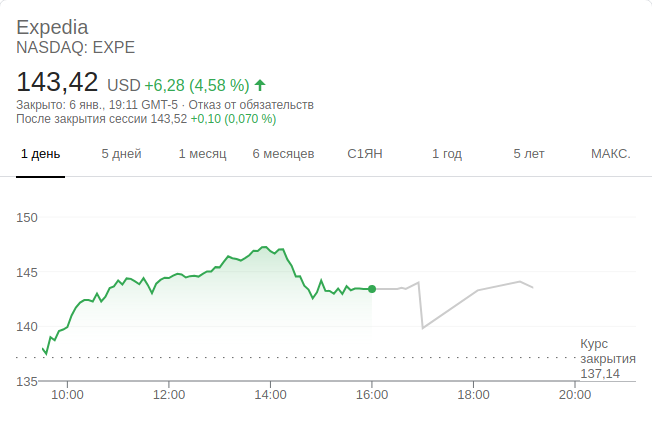 Expedia
NASDAQ: EXPE
143,42 USD +6,28 (4,58 %)
Закрыто: 6 янв., 19:11 GMT-5 · Отказ от обязательств
После закрытия сессии 143,52 +0,10 (0,070 %)
1 день 5 дней 1 месяц 6 месяцев С1ЯН 1 год 5 лет МАКС.
150
145
140
Курс
закрытия
137,14
135
10:00 12:00 14:00 16:00 18:00 20:00